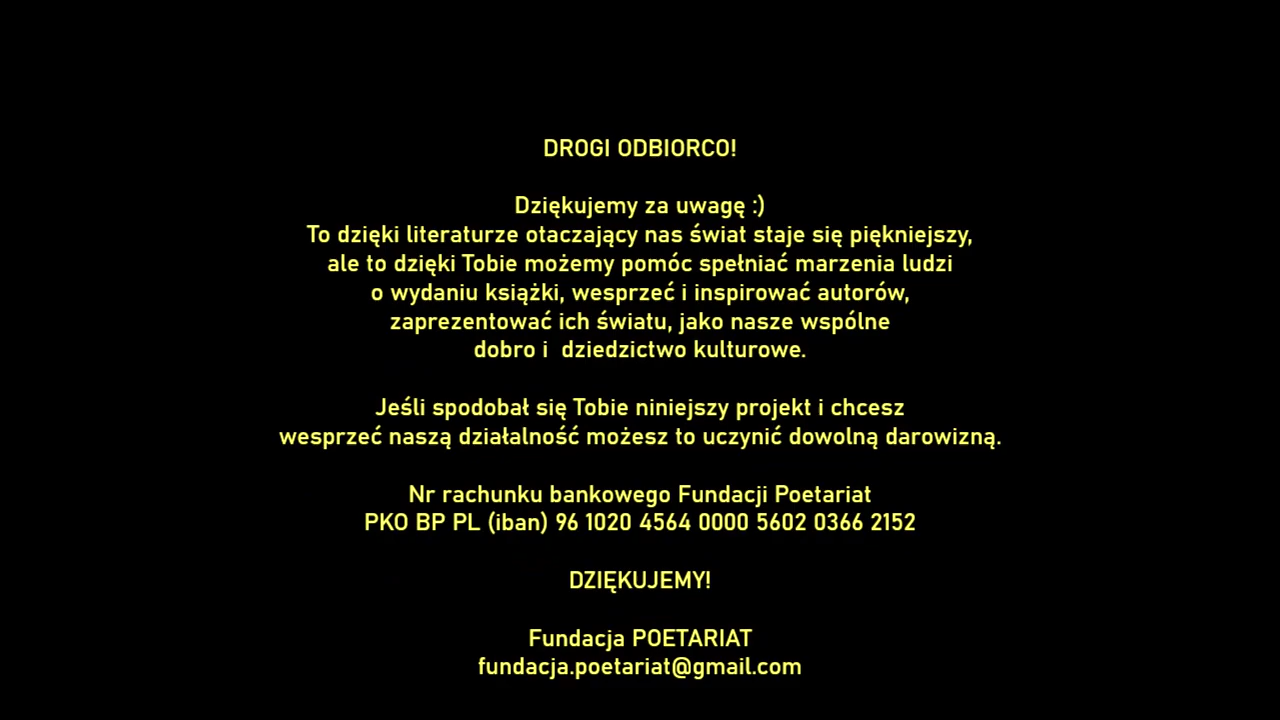 DROGI ODBIORCO!
Dziękujemy za uwagę :)
To dzięki literaturze otaczający nas świat staje się piękniejszy,
ale to dzięki Tobie możemy pomóc spełniać marzenia ludzi
o wydaniu książki, wesprzeć i inspirować autorów,
zaprezentować ich światu, jako nasze wspólne
dobro i  dziedzictwo kulturowe.
Jeśli spodobał się Tobie niniejszy projekt i chcesz
wesprzeć naszą działalność możesz to uczynić dowolną darowizną.
Nr rachunku bankowego Fundacji Poetariat
PKO BP PL (iban) 96 1020 4564 0000 5602 0366 2152
DZIĘKUJEMY!
Fundacja POETARIAT
fundacja.poetariat@gmail.com